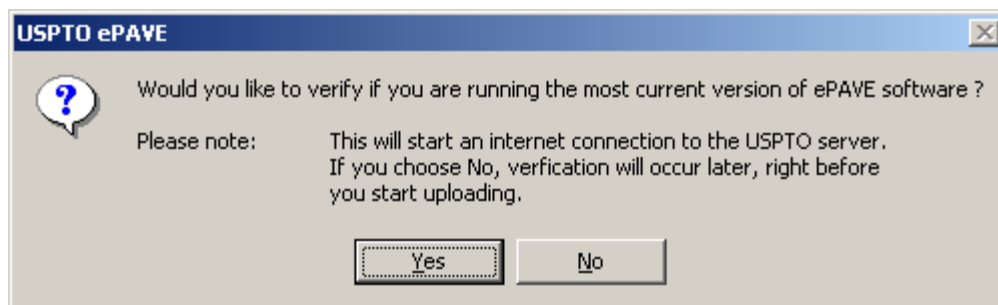 USPTO ePAVE
Would you like to verify if you are running the most current version of ePAVE software ?
Please note: This will start an internet connection to the USPTO server.
If you choose No, verfication will occur later, right before
you start uploading.
Yes No